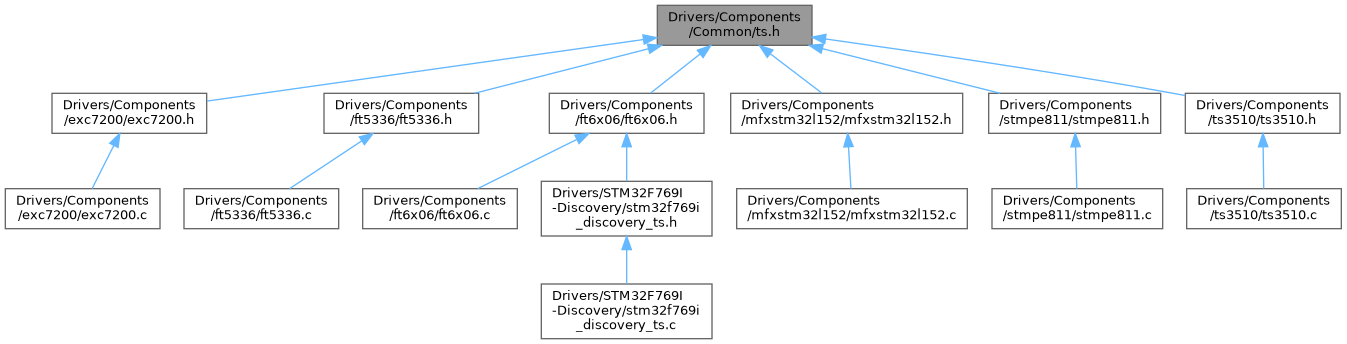 Drivers/Components
/Common/ts.h
Drivers/Components
/exc7200/exc7200.h
Drivers/Components
/ft5336/ft5336.h
Drivers/Components
/ft6x06/ft6x06.h
Drivers/Components
/mfxstm32l152/mfxstm32l152.h
Drivers/Components
/stmpe811/stmpe811.h
Drivers/Components
/ts3510/ts3510.h
Drivers/Components
/exc7200/exc7200.c
Drivers/Components
/ft5336/ft5336.c
Drivers/Components
/ft6x06/ft6x06.c
Drivers/STM32F769I
-Discovery/stm32f769i
_discovery_ts.h
Drivers/Components
/mfxstm32l152/mfxstm32l152.c
Drivers/Components
/stmpe811/stmpe811.c
Drivers/Components
/ts3510/ts3510.c
Drivers/STM32F769I
-Discovery/stm32f769i
_discovery_ts.c